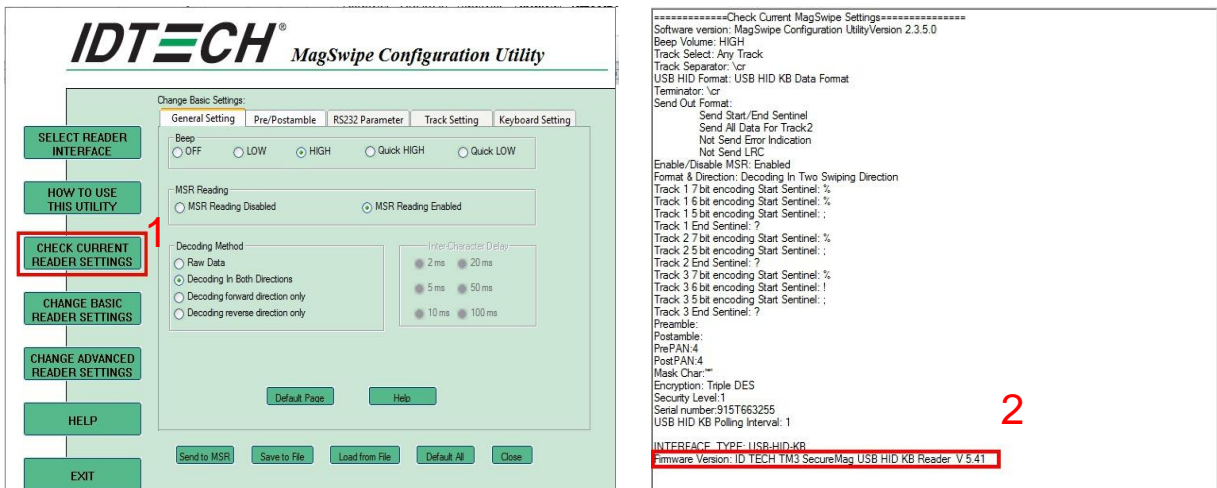 IDTECH® MagSwipe Configuration Utility
Change Basic Settings:
General Setting Pre/Postamble RS232 Parameter Track Setting Keyboard Setting
SELECT READER
INTERFACE
HOW TO USE
THIS UTILITY
1
CHECK CURRENT
READER SETTINGS
CHANGE BASIC
READER SETTINGS
CHANGE ADVANCED
READER SETTINGS
HELP
EXIT
Beep
OFF LOW HIGH Quick HIGH Quick LOW
MSR Reading
MSR Reading Disabled MSR Reading Enabled
Decoding Method
Raw Data
Decoding In Both Directions
Decoding forward direction only
Decoding reverse direction only
Inter-Character Delay
2 ms 20 ms
5 ms 50 ms
10 ms 100 ms
Default Page Help
Send to MSR Save to File Load from File Default All Close
=============Check Current MagSwipe Settings===============
Software version: MagSwipe Configuration UtilityVersion 2.3.5.0
Beep Volume: HIGH
Track Select: Any Track
Track Separator: \cr
USB HID Format: USB HID KB Data Format
Terminator: \cr
Send Out Format:
Send Start/End Sentinel
Send All Data For Track2
Not Send Error Indication
Not Send LRC
Enable/Disable MSR: Enabled
Format & Direction: Decoding In Two Swiping Direction
Track 1 7 bit encoding Start Sentinel: %
Track 1 6 bit encoding Start Sentinel: %
Track 1 5 bit encoding Start Sentinel: ;
Track 1 End Sentinel: ?
Track 2 7 bit encoding Start Sentinel: %
Track 2 5 bit encoding Start Sentinel: ;
Track 2 End Sentinel: ?
Track 3 7 bit encoding Start Sentinel: %
Track 3 6 bit encoding Start Sentinel: !
Track 3 5 bit encoding Start Sentinel: ;
Track 3 End Sentinel: ?
Preamble:
Postamble:
PrePAN:4
PostPAN:4
Mask Char:"*"
Encryption: Triple DES
Security Level:1
Serial number:915T663255
USB HID KB Polling Interval: 1
2
INTERFACE_TYPE: USB-HID-KB
Firmware Version: ID TECH TM3 SecureMag USB HID KB Reader V 5.41